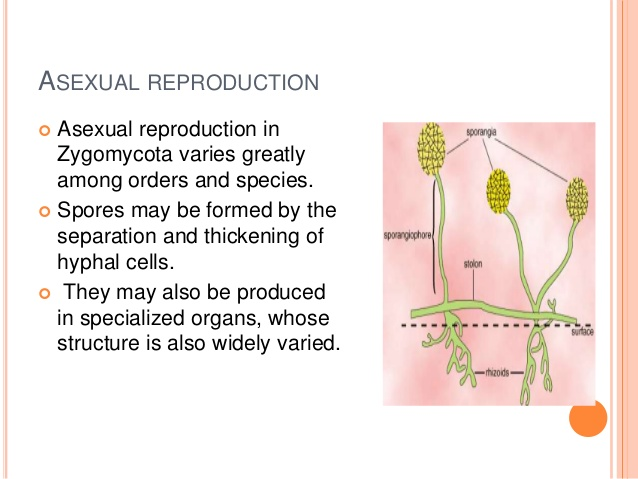 ASEXUAL REPRODUCTION
Asexual reproduction in
Zygomycota varies greatly
among orders and species.
Spores may be formed by the
separation and thickening of
hyphal cells.
They may also be produced
in specialized organs, whose
structure is also widely varied.
sporangia
sporangiophore
stolon
surface
rhizoids